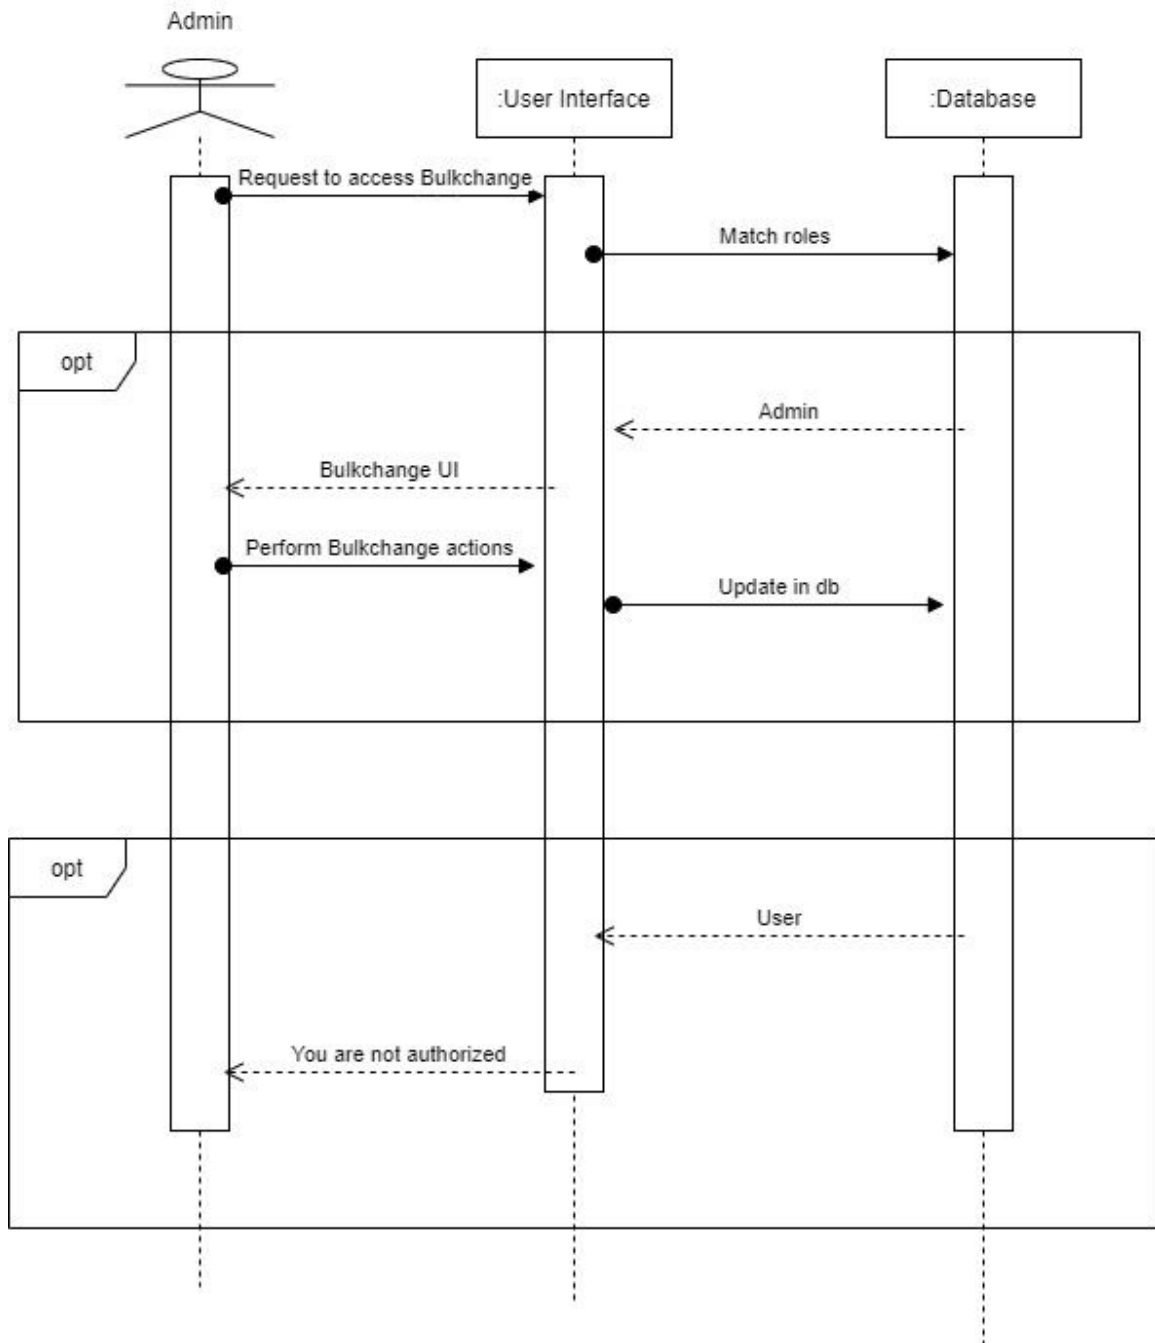 Admin
:User Interface
:Database
Request to access Bulkchange
Match roles
opt
Admin
Bulkchange UI
Perform Bulkchange actions
Update in db
opt
User
You are not authorized